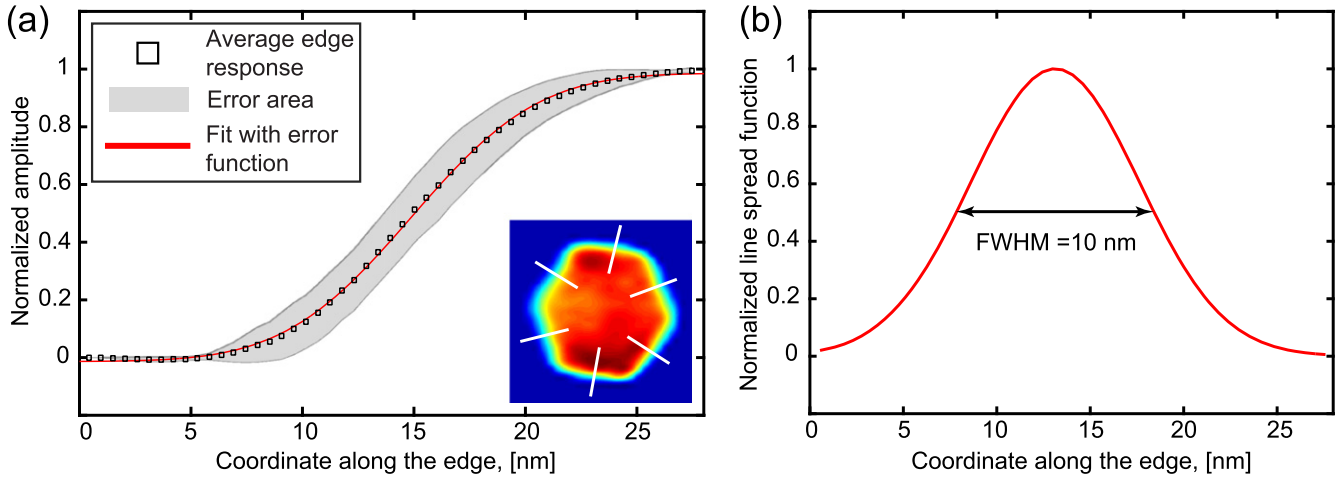 (a)
Average edge
response
Error area
Fit with error
function
Normalized amplitude
1
0.8
0.6
0.4
0.2
0
0 5 10 15 20 25
Coordinate along the edge, [nm]
(b)
Normalized line spread function
1
0.8
0.6
0.4
0.2
0
FWHM =10 nm
0 5 10 15 20 25
Coordinate along the edge, [nm]